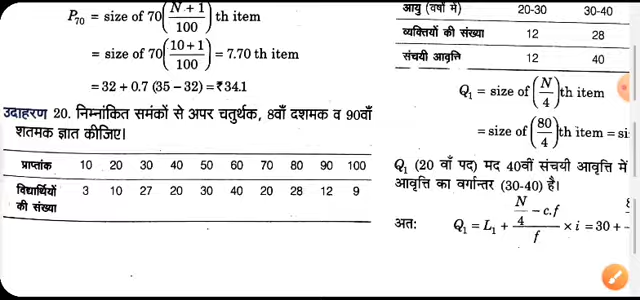 P₇₀ = size of 70((N + 1)/100) th item
= size of 70((10 + 1)/100) = 7.70 th item
= 32 + 0.7 (35 – 32) = ₹34.1
उदाहरण 20. निम्नांकित समंकों से अपर चतुर्थक, 8वाँ दशमक व 90वाँ
शतमक ज्ञात कीजिए।
प्राप्तांक 10 20 30 40 50 60 70 80 90 100
विद्यार्थियों 3 10 27 20 30 40 20 28 12 9
की संख्या
आयु (वर्षों में) 20-30 30-40
व्यक्तियों की संख्या 12 28
संचयी आवृत्ति 12 40
Q₁ = size of (N/4) th item
= size of (80/4) th item =
Q₁ (20 वाँ पद) मद 40वीं संचयी आवृत्ति में
आवृत्ति का वर्गान्तर (30-40) है।
अतः Q₁ = L₁ + (N/4 – c.f)/f × i = 30 +